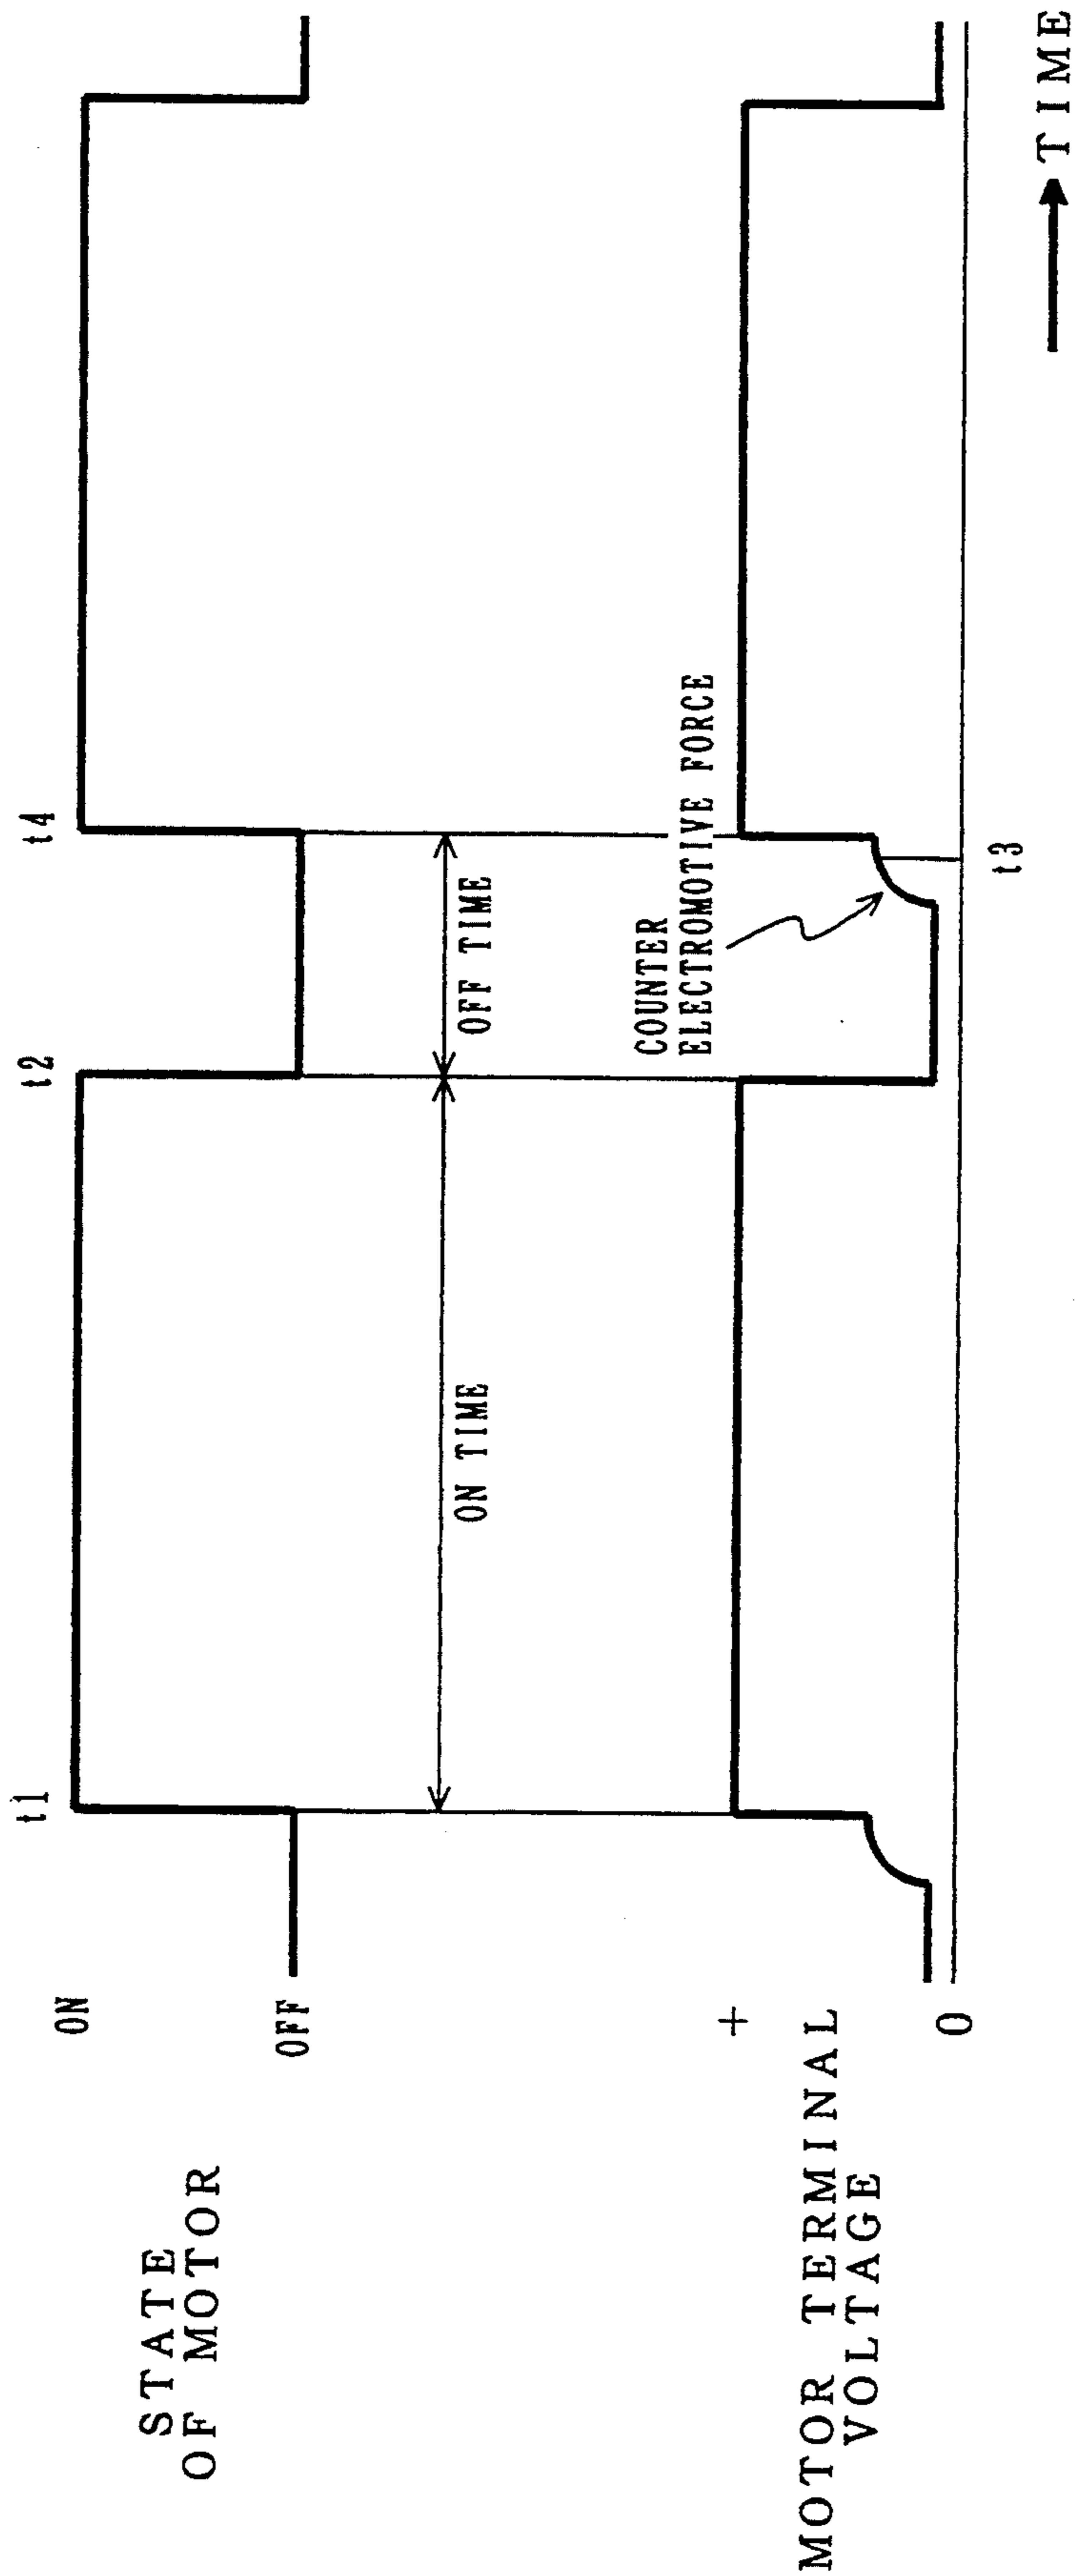 t1
t2
t4
ON
OFF
STATE
OF MOTOR
ON TIME
OFF TIME
COUNTER
ELECTROMOTIVE FORCE
+
MOTOR TERMINAL
VOLTAGE
0
t3
TIME